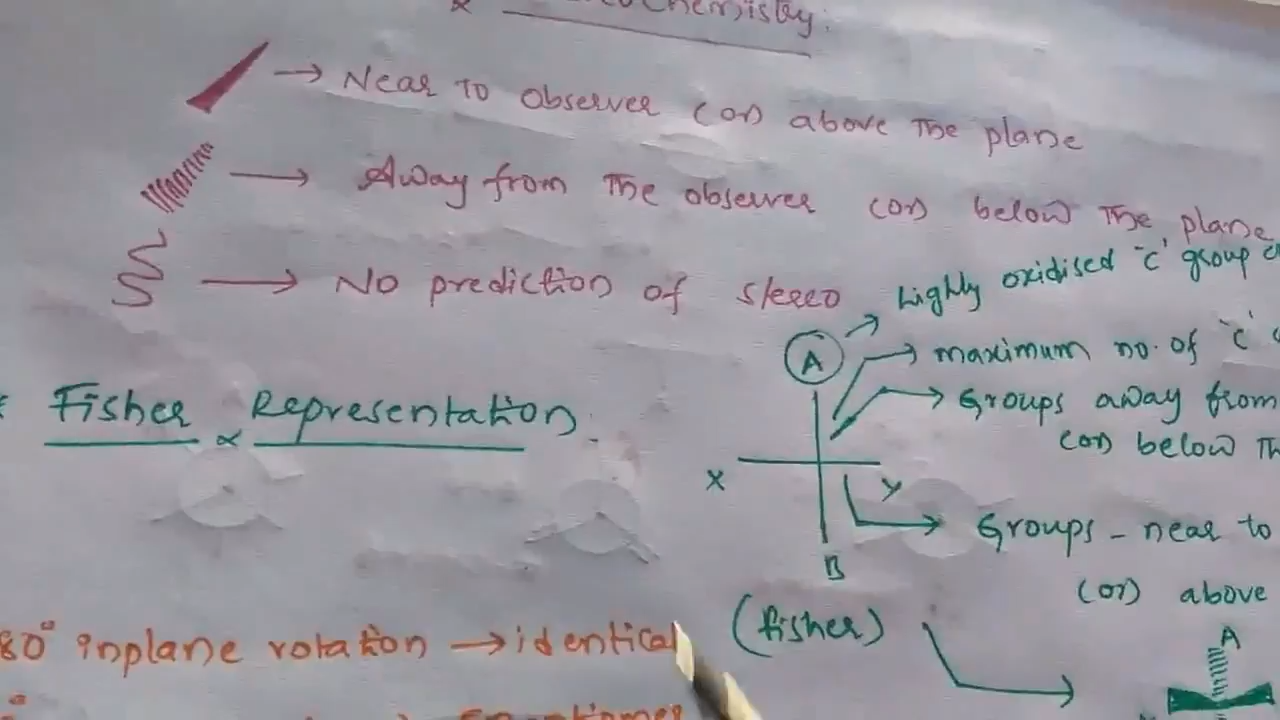 Near To observer (or) above The plane
Away from The observer (or) below The plane
No prediction of stereo
highly oxidised 'c' group
A
maximum no. of 'c'
Fisher Representation.
Groups away from
(or) below Th
X
y
Groups - near to
B
(or) above
(fisher)
80° inplane rotation → identical
A